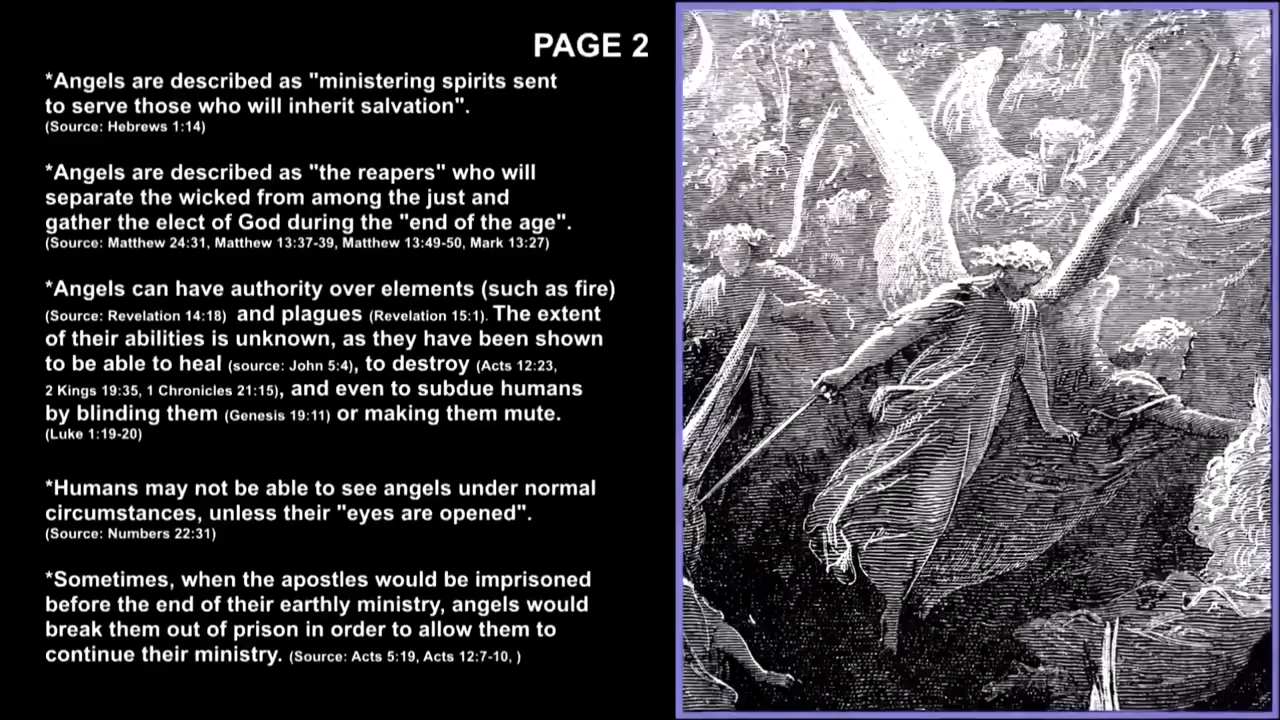 PAGE 2
*Angels are described as "ministering spirits sent
to serve those who will inherit salvation".
(Source: Hebrews 1:14)
*Angels are described as "the reapers" who will
separate the wicked from among the just and
gather the elect of God during the "end of the age".
(Source: Matthew 24:31, Matthew 13:37-39, Matthew 13:49-50, Mark 13:27)
*Angels can have authority over elements (such as fire)
(Source: Revelation 14:18) and plagues (Revelation 15:1). The extent
of their abilities is unknown, as they have been shown
to be able to heal (source: John 5:4), to destroy (Acts 12:23,
2 Kings 19:35, 1 Chronicles 21:15), and even to subdue humans
by blinding them (Genesis 19:11) or making them mute.
(Luke 1:19-20)
*Humans may not be able to see angels under normal
circumstances, unless their "eyes are opened".
(Source: Numbers 22:31)
*Sometimes, when the apostles would be imprisoned
before the end of their earthly ministry, angels would
break them out of prison in order to allow them to
continue their ministry. (Source: Acts 5:19, Acts 12:7-10, )